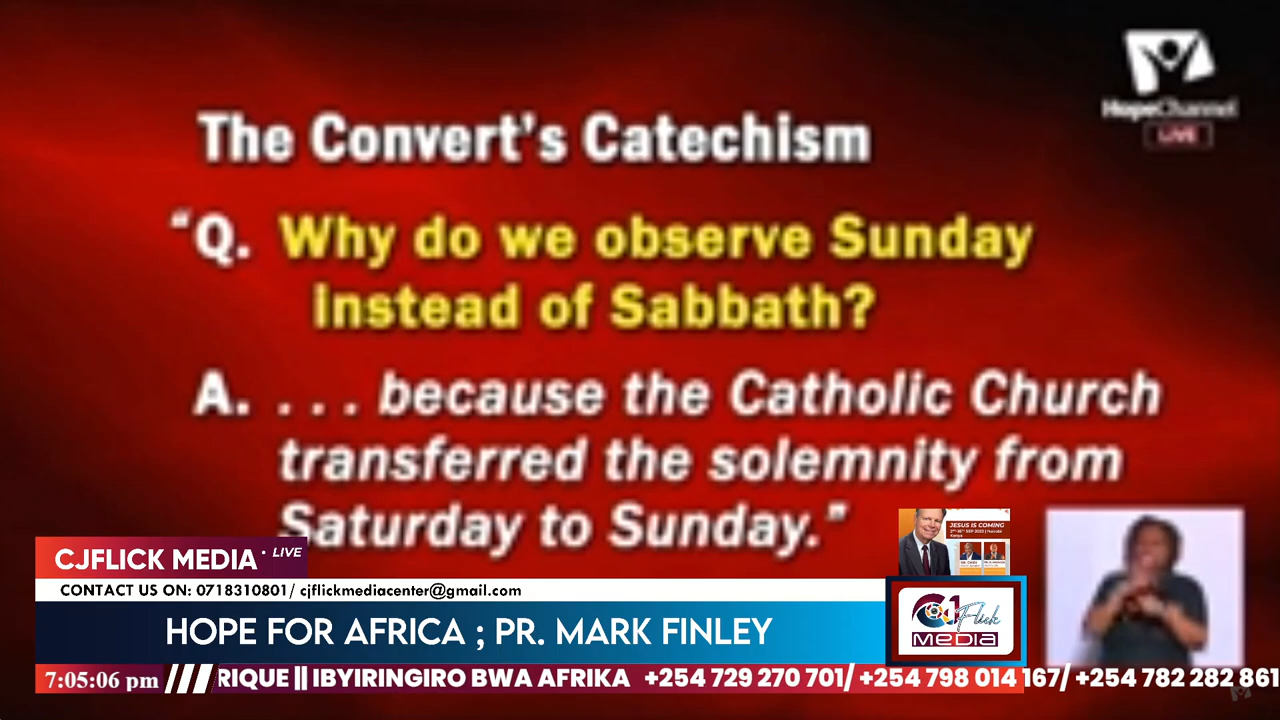 HopeChannel
LIVE
The Convert's Catechism
“Q. Why do we observe Sunday
instead of Sabbath?
A. . . . because the Catholic Church
transferred the solemnity from
Saturday to Sunday.”
JESUS IS COMING
CJFLICK MEDIA • LIVE
CONTACT US ON: 0718310801/ cjflickmediacenter@gmail.com
HOPE FOR AFRICA ; PR. MARK FINLEY
Flick
MEDIA
7:05:06 pm
RIQUE || IBYIRINGIRO BWA AFRIKA +254 729 270 701/ +254 798 014 167/ +254 782 282 861